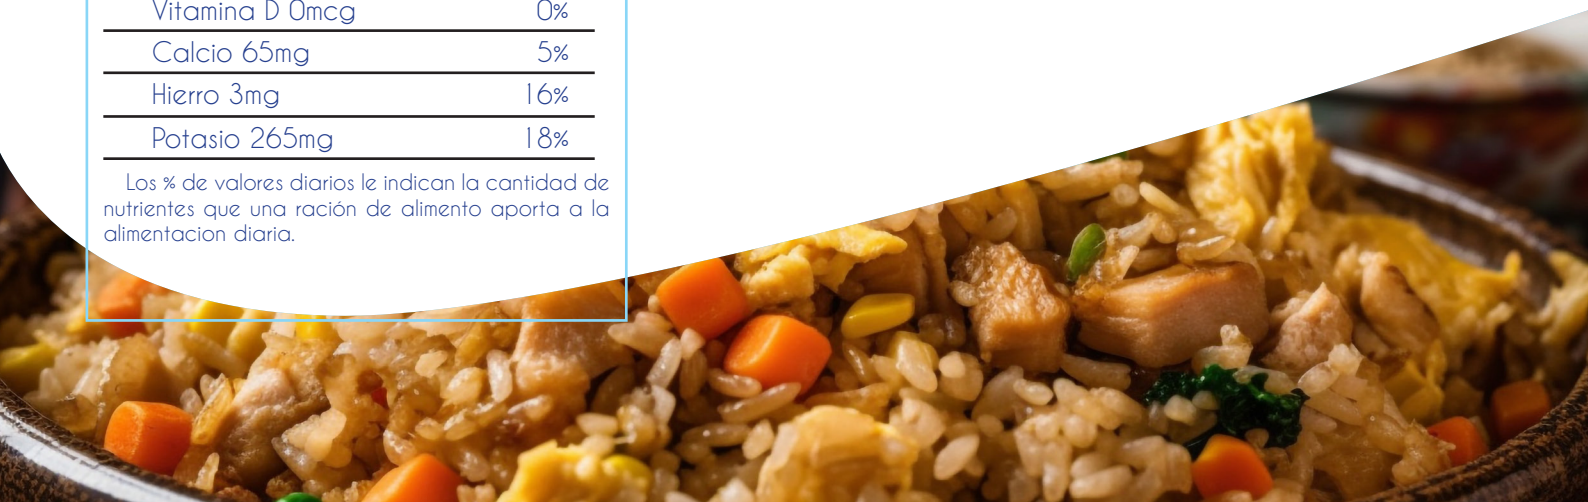 Vitamina D 0mcg 0%
Calcio 65mg 5%
Hierro 3mg 16%
Potasio 265mg 18%
Los % de valores diarios le indican la cantidad de
nutrientes que una ración de alimento aporta a la
alimentacion diaria.